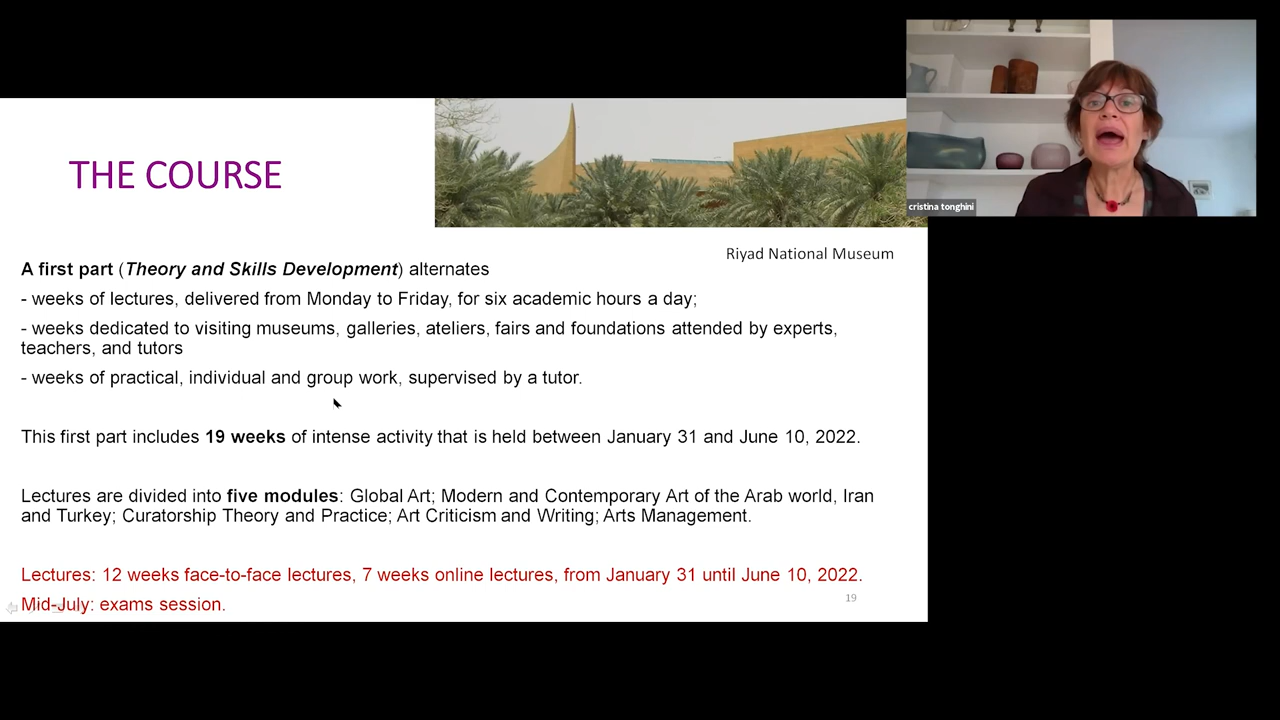 THE COURSE
cristina tonghini
Riyad National Museum
A first part (Theory and Skills Development) alternates
- weeks of lectures, delivered from Monday to Friday, for six academic hours a day;
- weeks dedicated to visiting museums, galleries, ateliers, fairs and foundations attended by experts,
teachers, and tutors
- weeks of practical, individual and group work, supervised by a tutor.
This first part includes 19 weeks of intense activity that is held between January 31 and June 10, 2022.
Lectures are divided into five modules: Global Art; Modern and Contemporary Art of the Arab world, Iran
and Turkey; Curatorship Theory and Practice; Art Criticism and Writing; Arts Management.
Lectures: 12 weeks face-to-face lectures, 7 weeks online lectures, from January 31 until June 10, 2022.
Mid-July: exams session.
19